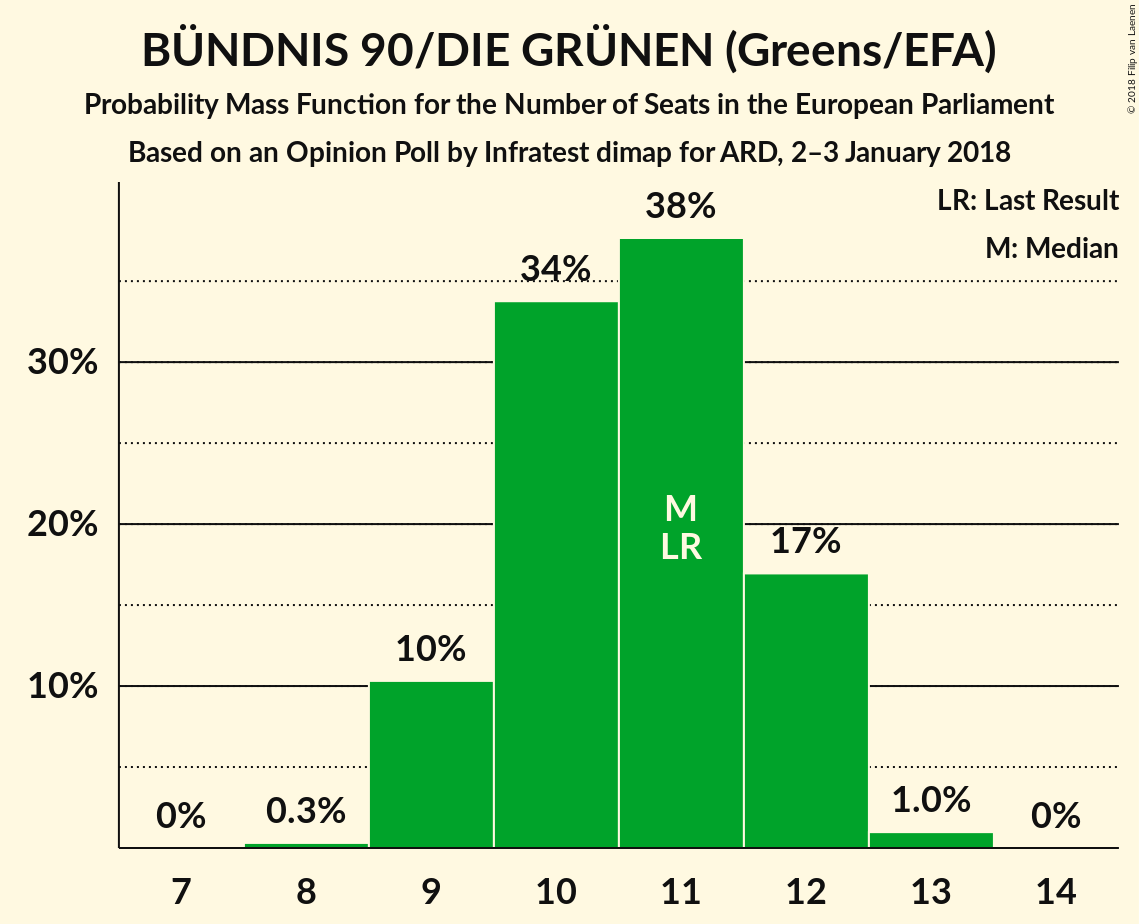 BÜNDNIS 90/DIE GRÜNEN (Greens/EFA)
Probability Mass Function for the Number of Seats in the European Parliament
Based on an Opinion Poll by Infratest dimap for ARD, 2–3 January 2018
© 2018 Filip van Laenen
LR: Last Result
M: Median
38%
34%
30%
M
20%
LR
17%
10%
10%
0%
0.3%
1.0%
0%
7 8 9 10 11 12 13 14